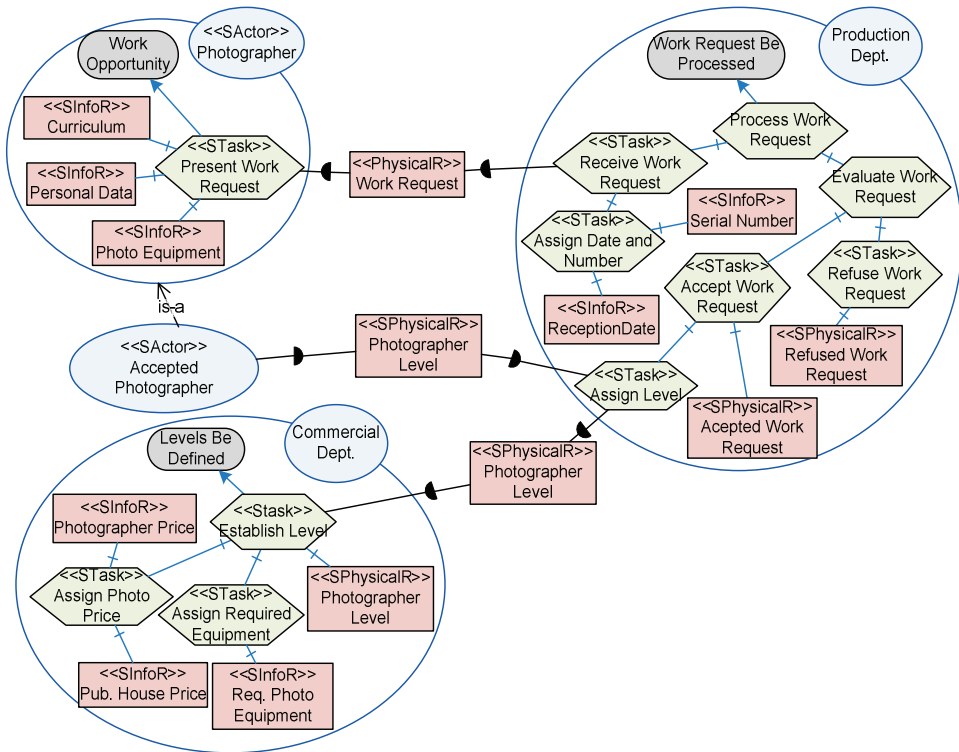 Work
Opportunity
<<SActor>>
Photographer
<<SInfoR>>
Curriculum
<<STask>>
Present Work
Request
<<SInfoR>>
Personal Data
<<SInfoR>>
Photo Equipment
<<PhysicalR>>
Work Request
Work Request Be
Processed
Production
Dept.
Process Work
Request
<<STask>>
Receive Work
Request
Evaluate Work
Request
<<SInfoR>>
Serial Number
<<STask>>
Assign Date and
Number
<<STask>>
Accept Work
Request
<<STask>>
Refuse Work
Request
<<SInfoR>>
ReceptionDate
<<SPhysicalR>>
Refused Work
Request
is-a
<<SActor>>
Accepted
Photographer
<<SPhysicalR>>
Photographer
Level
<<STask>>
Assign Level
<<SPhysicalR>>
Acepted Work
Request
Levels Be
Defined
Commercial
Dept.
<<SPhysicalR>>
Photographer
Level
<<SInfoR>>
Photographer Price
<<Stask>>
Establish Level
<<STask>>
Assign Photo
Price
<<STask>>
Assign Required
Equipment
<<SPhysicalR>>
Photographer
Level
<<SInfoR>>
Pub. House Price
<<SInfoR>>
Req. Photo
Equipment